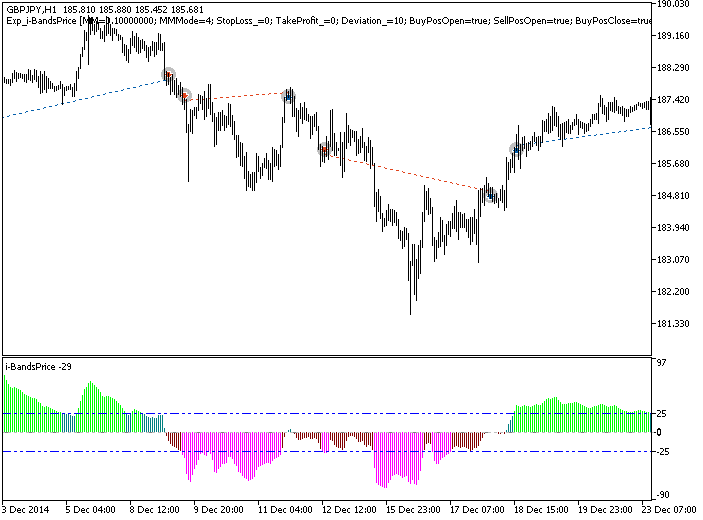 GBPJPY,H1 185.810 185.880 185.452 185.681
Exp_i-BandsPrice [MM=0.10000000; MMMode=4; StopLoss_=0; TakeProfit_=0; Deviation_=10; BuyPosOpen=true; SellPosOpen=true; BuyPosClose=true
190.030
189.160
188.290
187.420
186.550
185.680
184.810
183.940
183.070
182.200
181.330
i-BandsPrice -29
97
25
0
-25
-90
3 Dec 2014
5 Dec 04:00
8 Dec 12:00
9 Dec 20:00
11 Dec 04:00
12 Dec 12:00
15 Dec 23:00
17 Dec 07:00
18 Dec 15:00
19 Dec 23:00
23 Dec 07:00